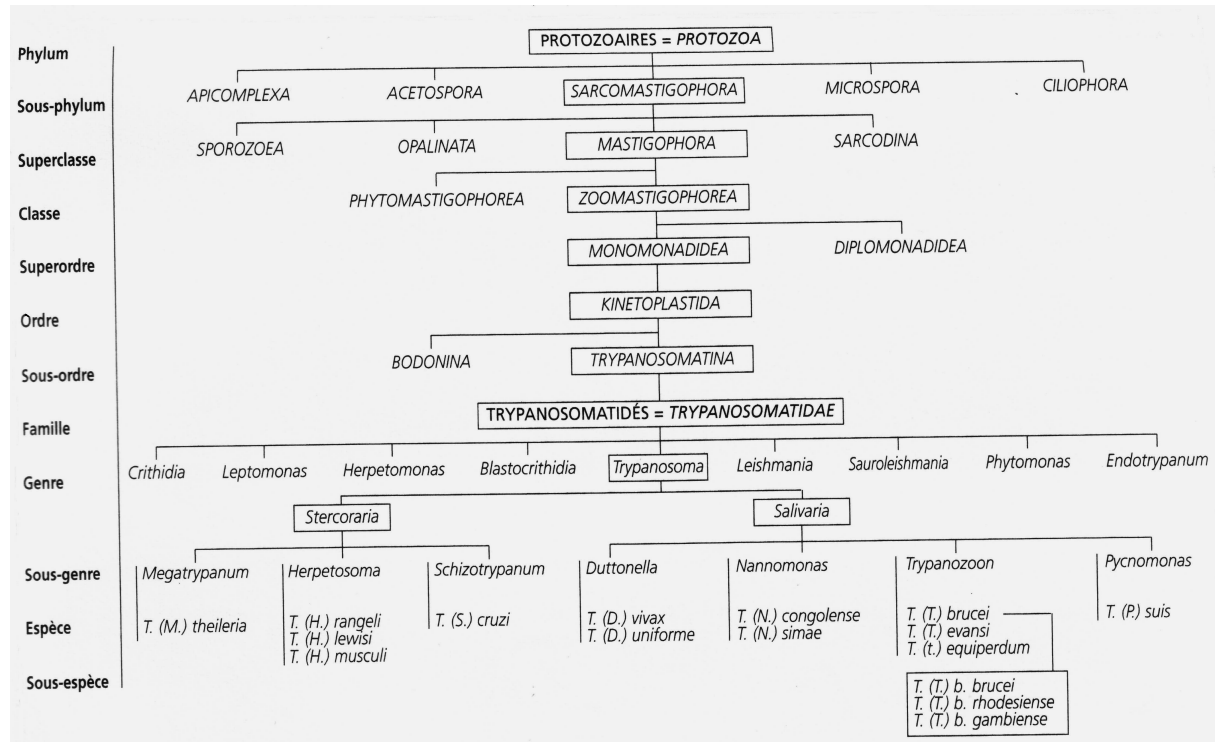 Phylum
PROTOZOAIRES = PROTOZOA
APICOMPLEXA ACETOSPORA SARCOMASTIGOPHORA MICROSPORA CILIOPHORA
Sous-phylum
SPOROZOEA OPALINATA MASTIGOPHORA SARCODINA
Superclasse
PHYTOMASTIGOPHOREA ZOOMASTIGOPHOREA
Classe
MONOMONADIDEA DIPLOMONADIDEA
Superordre
KINETOPLASTIDA
Ordre
BODONINA TRYPANOSOMATINA
Sous-ordre
TRYPANOSOMATIDÉS = TRYPANOSOMATIDAE
Famille
Crithidia Leptomonas Herpetomonas Blastocrithidia Trypanosoma Leishmania Sauroleishmania Phytomonas Endotrypanum
Genre
Stercoraria Salivaria
Sous-genre
Megatrypanum Herpetosoma Schizotrypanum Duttonella Nannomonas Trypanozoon Pycnomonas
Espèce
T. (M.) theileria
T. (H.) rangeli
T. (H.) lewisi
T. (H.) musculi
T. (S.) cruzi
T. (D.) vivax
T. (D.) uniforme
T. (N.) congolense
T. (N.) simae
T. (T.) brucei
T. (T.) evansi
T. (t.) equiperdum
T. (P.) suis
Sous-espèce
T. (T.) b. brucei
T. (T.) b. rhodesiense
T. (T.) b. gambiense